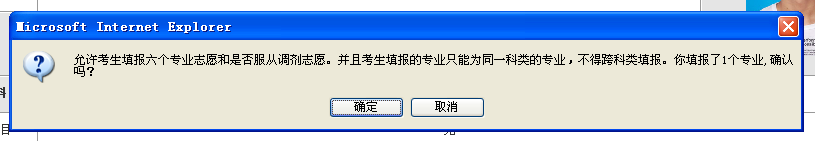 Microsoft Internet Explorer
允许考生填报六个专业志愿和是否服从调剂志愿。并且考生填报的专业只能为同一科类的专业，不得跨科类填报。你填报了1个专业,确认
吗？
确定
取消
目